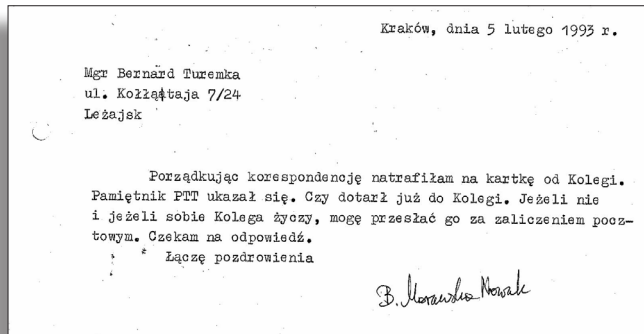 Kraków, dnia 5 lutego 1993 r.
Mgr Bernard Turemka
ul. Kołłątaja 7/24
Leżajsk
Porządkując korespondencję natrafiłam na kartkę od Kolegi.
Pamiętnik PTT ukazał się. Czy dotarł już do Kolegi. Jeżeli nie
i jeżeli sobie Kolega życzy, mogę przesłać go za zaliczeniem pocz-
towym. Czekam na odpowiedź.
Łączę pozdrowienia
B. Morawska Nowak